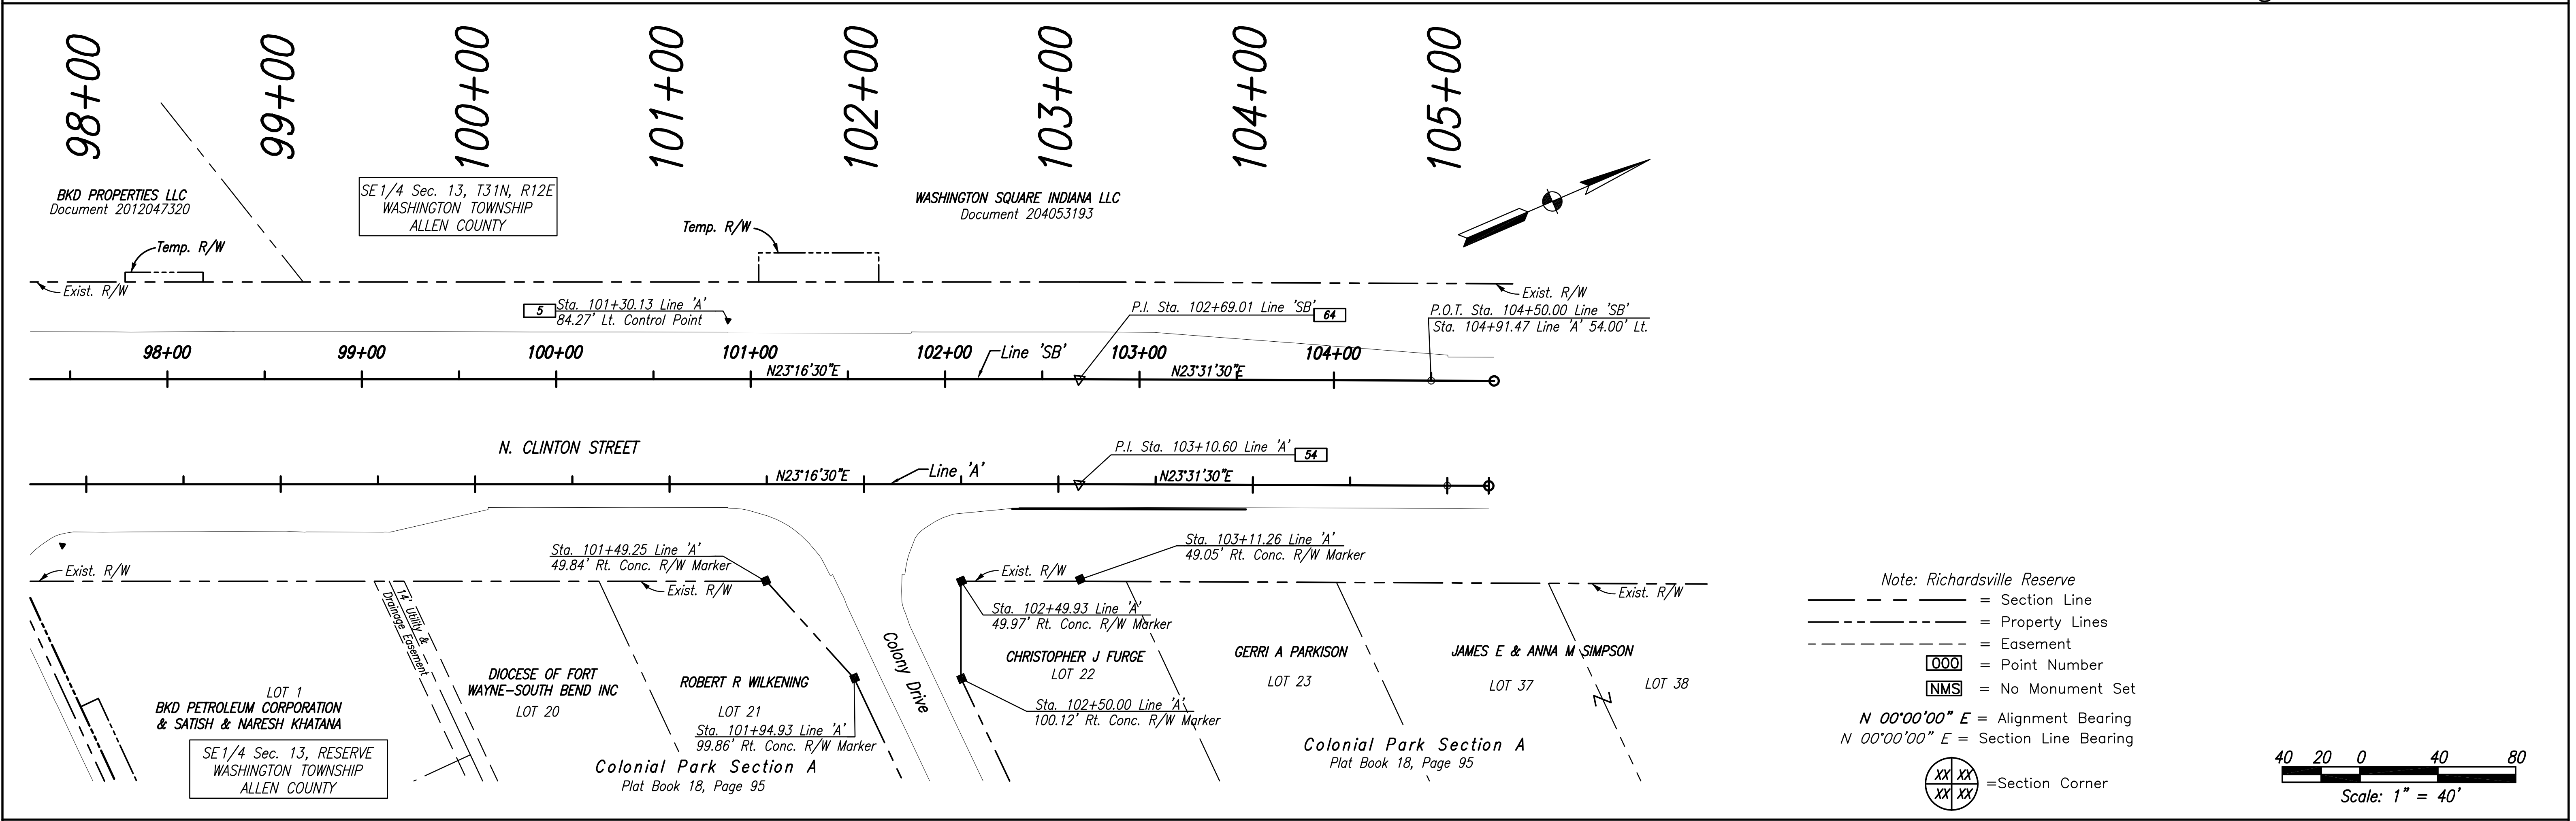 98+00
99+00
100+00
101+00
102+00
103+00
104+00
105+00
BKD PROPERTIES LLC
Document 2012047320
SE1/4 Sec. 13, T31N, R12E
WASHINGTON TOWNSHIP
ALLEN COUNTY
WASHINGTON SQUARE INDIANA LLC
Document 204053193
Temp. R/W
Temp. R/W
Exist. R/W
Exist. R/W
5
Sta. 101+30.13 Line 'A'
84.27' Lt. Control Point
P.I. Sta. 102+69.01 Line 'SB'
64
P.O.T. Sta. 104+50.00 Line 'SB'
Sta. 104+91.47 Line 'A' 54.00' Lt.
98+00
99+00
100+00
101+00
102+00
Line 'SB'
103+00
104+00
N23°16'30"E
N23°31'30"E
N. CLINTON STREET
P.I. Sta. 103+10.60 Line 'A'
54
N23°16'30"E
Line 'A'
N23°31'30"E
Sta. 101+49.25 Line 'A'
49.84' Rt. Conc. R/W Marker
Sta. 103+11.26 Line 'A'
49.05' Rt. Conc. R/W Marker
Exist. R/W
Exist. R/W
Exist. R/W
Exist. R/W
14' Utility &
Drainage Easement
Sta. 102+49.93 Line 'A'
49.97' Rt. Conc. R/W Marker
Colony Drive
CHRISTOPHER J FURGE
LOT 22
GERRI A PARKISON
LOT 23
JAMES E & ANNA M SIMPSON
LOT 37
LOT 38
DIOCESE OF FORT
WAYNE-SOUTH BEND INC
LOT 20
ROBERT R WILKENING
LOT 21
LOT 1
BKD PETROLEUM CORPORATION
& SATISH & NARESH KHATANA
Sta. 102+50.00 Line 'A'
100.12' Rt. Conc. R/W Marker
Sta. 101+94.93 Line 'A'
99.86' Rt. Conc. R/W Marker
SE1/4 Sec. 13, RESERVE
WASHINGTON TOWNSHIP
ALLEN COUNTY
Colonial Park Section A
Plat Book 18, Page 95
Colonial Park Section A
Plat Book 18, Page 95
Note: Richardsville Reserve
= Section Line
= Property Lines
= Easement
000 = Point Number
NMS = No Monument Set
N 00°00'00" E = Alignment Bearing
N 00°00'00" E = Section Line Bearing
XX XX
XX XX
=Section Corner
40 20 0 40 80
Scale: 1" = 40'